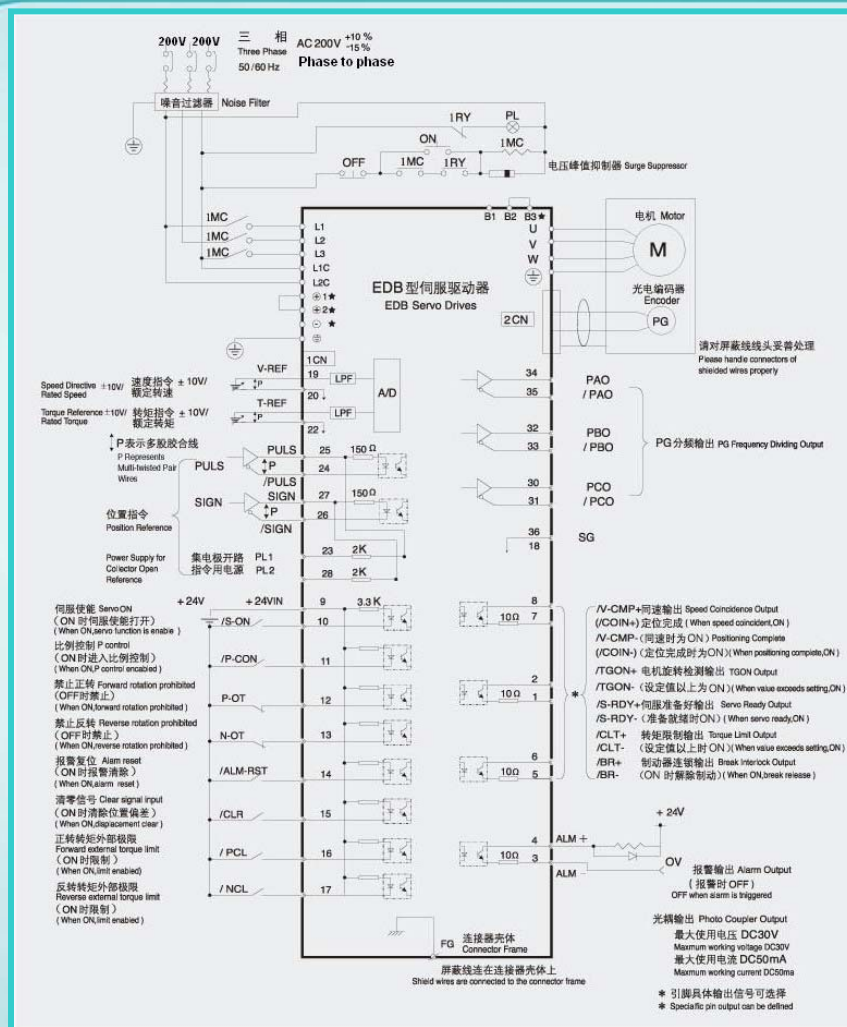 200V 200V 三 相 AC 200V +10 % -15 %
Three Phase
50/60 Hz Phase to phase
噪音过滤器 Noise Filter
1RY PL
ON 1MC
OFF 1MC 1RY
电压峰值抑制器 Surge Suppressor
1MC
1MC
1MC
L1
L2
L3
L1C
L2C
⊕1★
⊕2★
⊖ ★
B1 B2 B3★
U
V
W
电机 Motor
M
光电编码器
Encoder
PG
EDB型伺服驱动器
EDB Servo Drives
2CN
请对屏蔽线线头妥善处理
Please handle connectors of
shielded wires properly
1CN
Speed Directive ±10V/
Rated Speed
速度指令 ± 10V/
额定转速
V-REF
P
19
20
LPF
A/D
Torque Reference ±10V/
Rated Torque
转矩指令 ± 10V/
额定转矩
T-REF
P
22
LPF
P表示多股胶合线
P Represents
Multi-twisted Pair
Wires
PULS
PULS
P
/PULS
25
24
150 Ω
SIGN
SIGN
P
/SIGN
27
26
150Ω
位置指令
Position Reference
Power Supply for
Collector Open
Reference
集电极开路 PL1
指令用电源 PL2
23 2K
28 2K
34
35
PAO
/ PAO
32
33
PBO
/ PBO
30
31
PCO
/ PCO
PG分频输出 PG Frequency Dividing Output
36
18
SG
+24V +24VIN 9 3.3 K
伺服使能 Servo ON
(ON 时伺服使能打开)
( When ON,servo function is enable )
/S-ON 10
比例控制 P control
(ON时进入比例控制)
( When ON,P control encabled )
/P-CON 11
禁止正转 Forward rotation prohibited
(OFF时禁止)
( When ON,forward rotation prohibited )
P-OT 12
禁止反转 Reverse rotation prohibited
(OFF时禁止)
( When ON,reverse rotation prohibited )
N-OT 13
报警复位 Alam reset
(ON时报警清除)
( When ON,alarm reset )
/ALM-RST 14
清零信号 Clear signal input
(ON时清除位置偏差)
( When ON,displacement clear )
/CLR 15
正转转矩外部极限
Forward external torque limit
(ON时限制)
( When ON,limit enabled)
/ PCL 16
反转转矩外部极限
Reverse external torque limit
(ON时限制)
( When ON,limit enabled )
/ NCL 17
8
10Ω 7
2
10Ω 1
6
10Ω 5
*
/V-CMP+同速输出 Speed Coincidence Output
(/COIN+) 定位完成 ( When speed coincident,ON )
/V-CMP-(同速时为ON) Positioning Complete
(/COIN-) (定位完成时为ON) (When positioning complete,ON )
/TGON+ 电机旋转检测输出 TGON Output
/TGON- (设定值以上为ON) ( When value exceeds setting,ON )
/S-RDY+伺服准备好输出 Servo Ready Output
/S-RDY- (准备就绪时ON) ( When servo ready,ON )
/CLT+ 转矩限制输出 Torque Limit Output
/CLT- (设定值以上时ON) ( When value exceeds setting,ON )
/BR+ 制动器连锁输出 Break Interlock Output
/BR- (ON 时解除制动) ( When ON,break release )
+ 24V
4 ALM +
10Ω 3
ALM −
OV
报警输出 Alarm Output
( 报警时 OFF )
OFF when alarm is triggered
光耦输出 Photo Coupler Output
最大使用电压 DC30V
Maxmum working voltage DC30V
最大使用电流 DC50mA
Maxmum working current DC50ma
FG
连接器壳体
Connector Frame
屏蔽线连在连接器壳体上
Shield wires are connected to the connector frame
* 引脚具体输出信号可选择
* Specialfic pin output can be defined